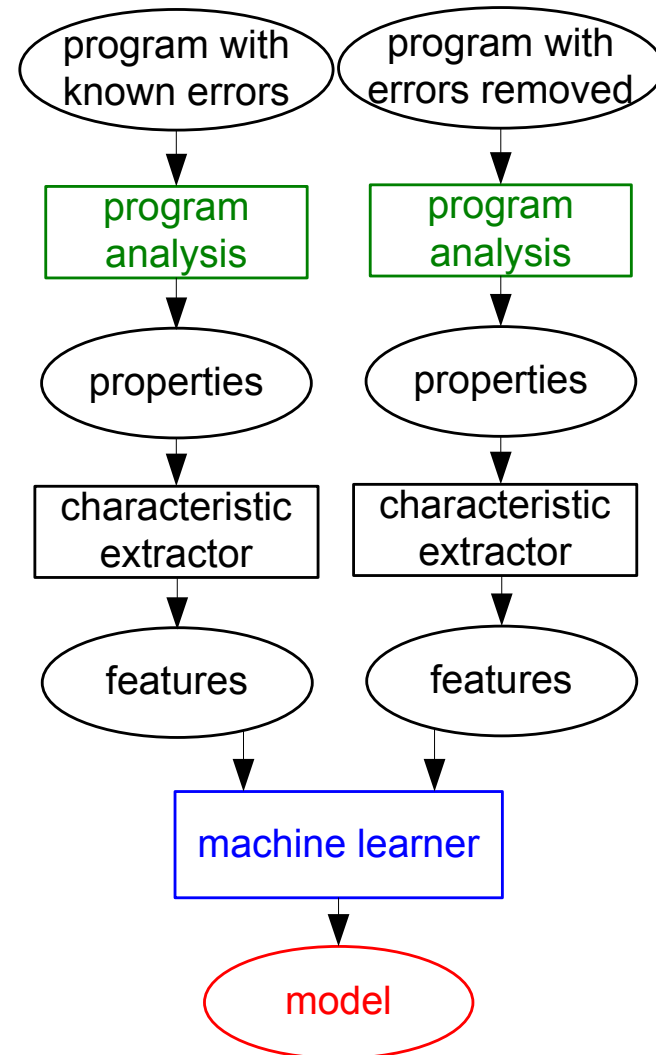 program with
known errors
program with
errors removed
program
analysis
program
analysis
properties
properties
characteristic
extractor
characteristic
extractor
features
features
machine learner
model